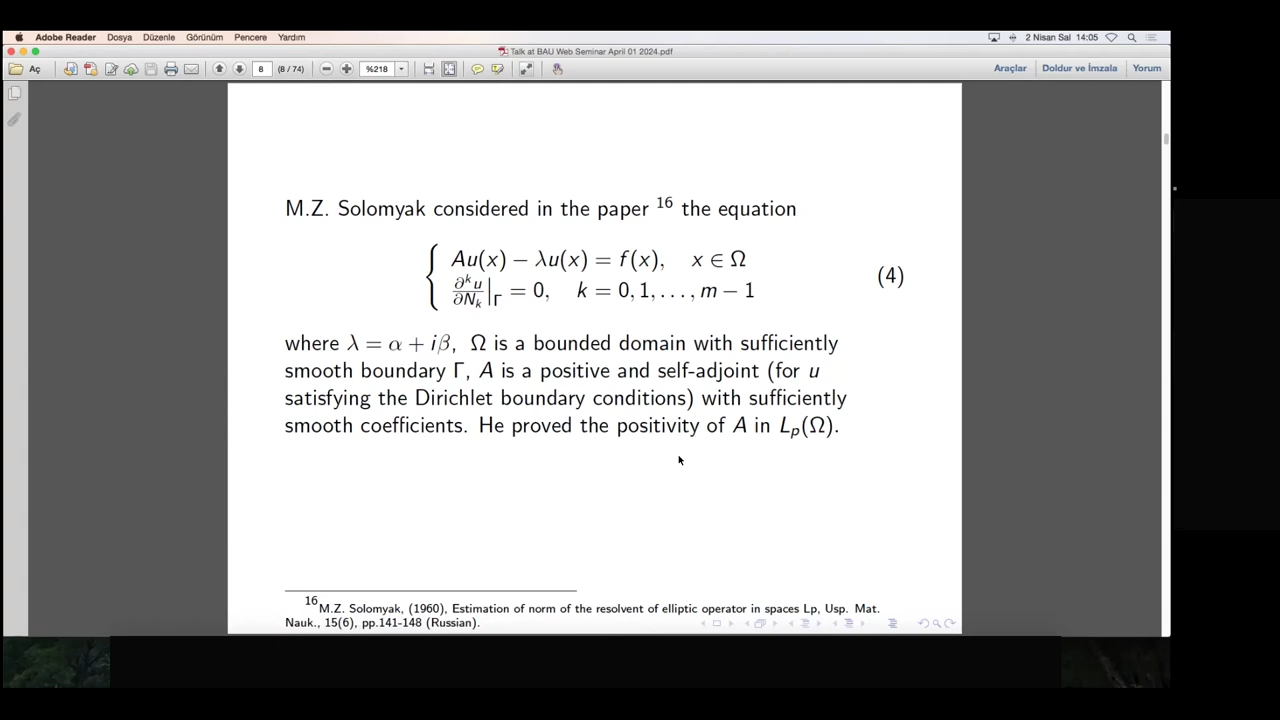 Adobe Reader Dosya Düzenle Görünüm Pencere Yardım 2 Nisan Sal 14:05
Talk at BAU Web Seminar April 01 2024.pdf
Aç 8 (8 / 74) %218 Araçlar Doldur ve İmzala Yorum
M.Z. Solomyak considered in the paper 16 the equation
Au(x) − λu(x) = f(x), x ∈ Ω
∂ᵏu/∂Nₖ|Γ = 0, k = 0, 1, . . . , m − 1
(4)
where λ = α + iβ, Ω is a bounded domain with sufficiently
smooth boundary Γ, A is a positive and self-adjoint (for u
satisfying the Dirichlet boundary conditions) with sufficiently
smooth coefficients. He proved the positivity of A in Lₚ(Ω).
16 M.Z. Solomyak, (1960), Estimation of norm of the resolvent of elliptic operator in spaces Lp, Usp. Mat.
Nauk., 15(6), pp.141-148 (Russian).